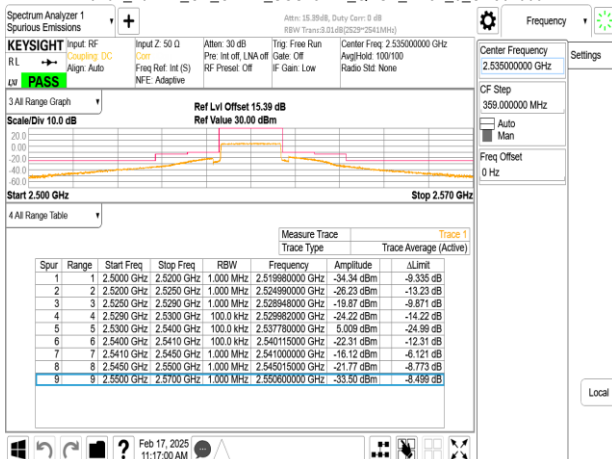 Spectrum Analyzer 1
Spurious Emissions
Attn: 15.39dB, Duty Corr: 0 dB
RBW Trans:3.01dB(2529~2541MHz)
Frequency
KEYSIGHT
Input: RF
Coupling: DC
Align: Auto
Input Z: 50 Ω
Corr
Freq Ref: Int (S)
NFE: Adaptive
Atten: 30 dB
Pre: Int off, LNA off
RF Preset: Off
Trig: Free Run
Gate: Off
IF Gain: Low
Center Freq: 2.535000000 GHz
Avg|Hold: 100/100
Radio Std: None
RL
PASS
Center Frequency
2.535000000 GHz
Settings
CF Step
359.000000 MHz
Auto
Man
Freq Offset
0 Hz
Local
3 All Range Graph
Scale/Div 10.0 dB
Ref Lvl Offset 15.39 dB
Ref Value 30.00 dBm
20.0
0.00
-20.0
-40.0
-60.0
Start 2.500 GHz
Stop 2.570 GHz
4 All Range Table
Measure Trace Trace 1
Trace Type Trace Average (Active)
Spur Range Start Freq Stop Freq RBW Frequency Amplitude ΔLimit
1 1 2.5000 GHz 2.5200 GHz 1.000 MHz 2.519980000 GHz -34.34 dBm -9.335 dB
2 2 2.5200 GHz 2.5250 GHz 1.000 MHz 2.524990000 GHz -26.23 dBm -13.23 dB
3 3 2.5250 GHz 2.5290 GHz 1.000 MHz 2.528948000 GHz -19.87 dBm -9.871 dB
4 4 2.5290 GHz 2.5300 GHz 100.0 kHz 2.529982000 GHz -24.22 dBm -14.22 dB
5 5 2.5300 GHz 2.5400 GHz 100.0 kHz 2.537780000 GHz 5.009 dBm -24.99 dB
6 6 2.5400 GHz 2.5410 GHz 100.0 kHz 2.540115000 GHz -22.31 dBm -12.31 dB
7 7 2.5410 GHz 2.5450 GHz 1.000 MHz 2.541000000 GHz -16.12 dBm -6.121 dB
8 8 2.5450 GHz 2.5500 GHz 1.000 MHz 2.545015000 GHz -21.77 dBm -8.773 dB
9 9 2.5500 GHz 2.5700 GHz 1.000 MHz 2.550600000 GHz -33.50 dBm -8.499 dB
Feb 17, 2025
11:17:00 AM